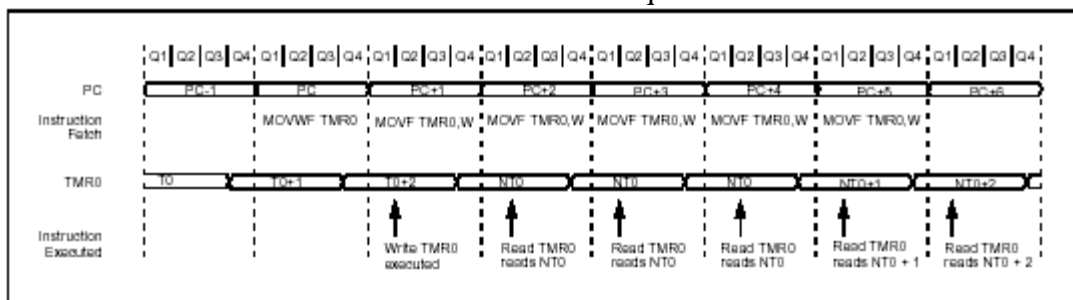 Q1 Q2 Q3 Q4 Q1 Q2 Q3 Q4 Q1 Q2 Q3 Q4 Q1 Q2 Q3 Q4 Q1 Q2 Q3 Q4 Q1 Q2 Q3 Q4 Q1 Q2 Q3 Q4 Q1 Q2 Q3 Q4
PC PC-1 PC PC+1 PC+2 PC+3 PC+4 PC+5 PC+6
Instruction
Fetch
MOVWF TMR0 MOVF TMR0,W MOVF TMR0,W MOVF TMR0,W MOVF TMR0,W MOVF TMR0,W
TMR0 T0 T0+1 T0+2 NT0 NT0 NT0 NT0+1 NT0+2
Instruction
Executed
Write TMR0
executed
Read TMR0
reads NT0
Read TMR0
reads NT0
Read TMR0
reads NT0
Read TMR0
reads NT0 + 1
Read TMR0
reads NT0 + 2